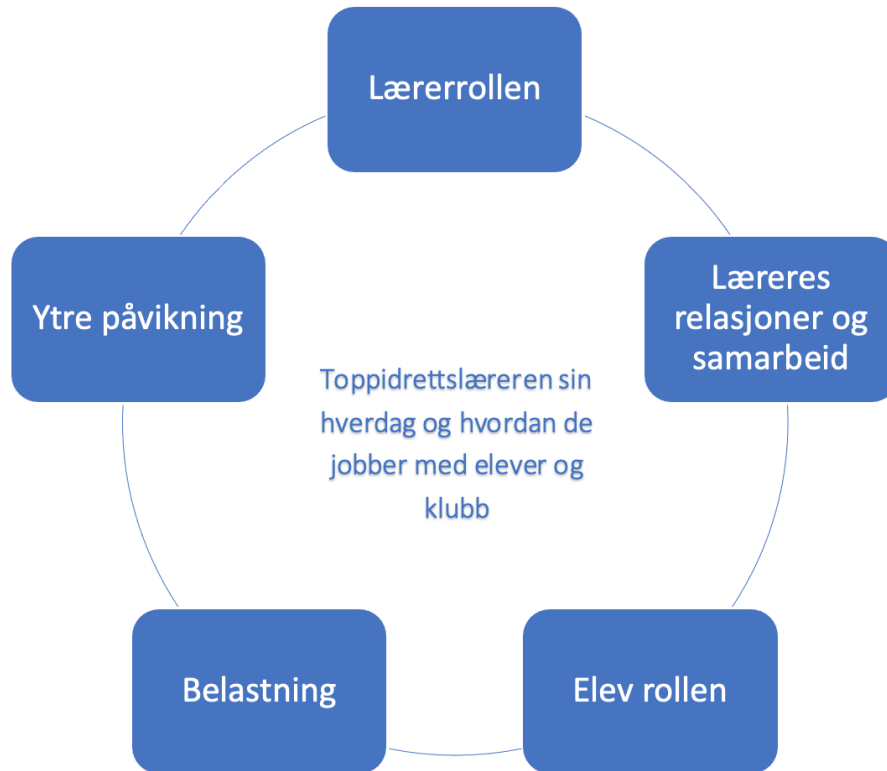 Lærerrollen
Læreres
relasjoner og
samarbeid
Elev rollen
Belastning
Ytre påvikning
Toppidrettslæreren sin
hverdag og hvordan de
jobber med elever og
klubb